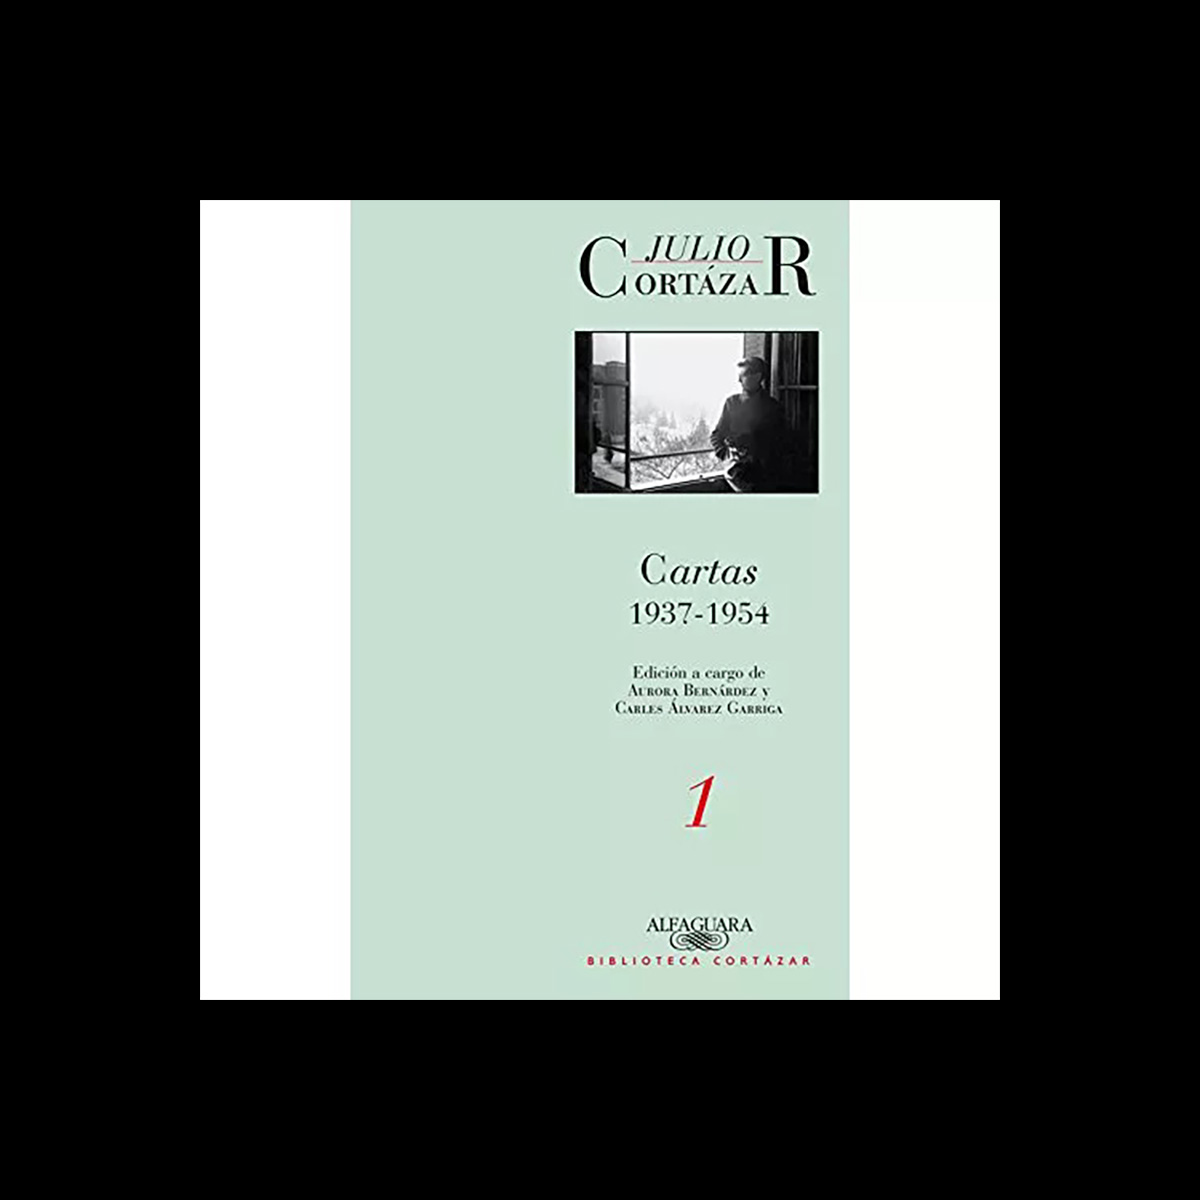 JULIO
CORTÁZAR
Cartas
1937-1954
Edición a cargo de
AURORA BERNÁRDEZ y
CARLES ÁLVAREZ GARRIGA
1
ALFAGUARA
BIBLIOTECA CORTÁZAR